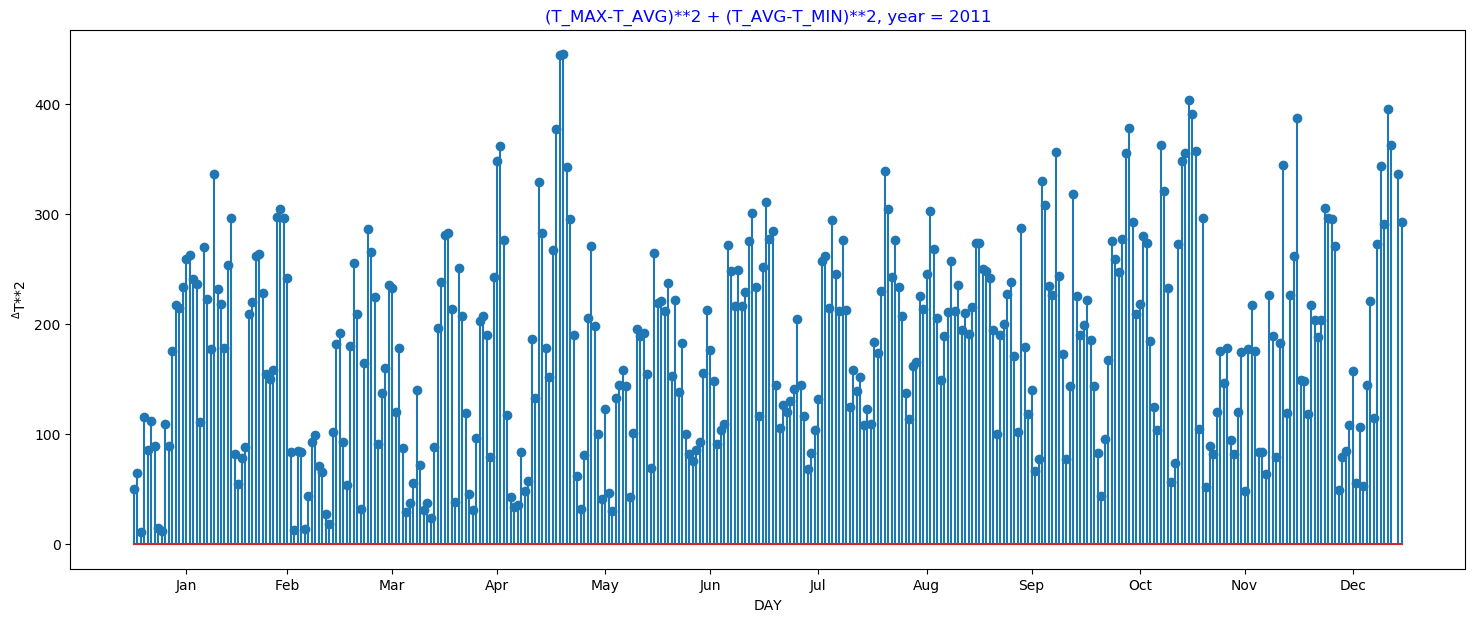 (T_MAX-T_AVG)**2 + (T_AVG-T_MIN)**2, year = 2011
ΔT**2
400
300
200
100
0
Jan Feb Mar Apr May Jun Jul Aug Sep Oct Nov Dec
DAY